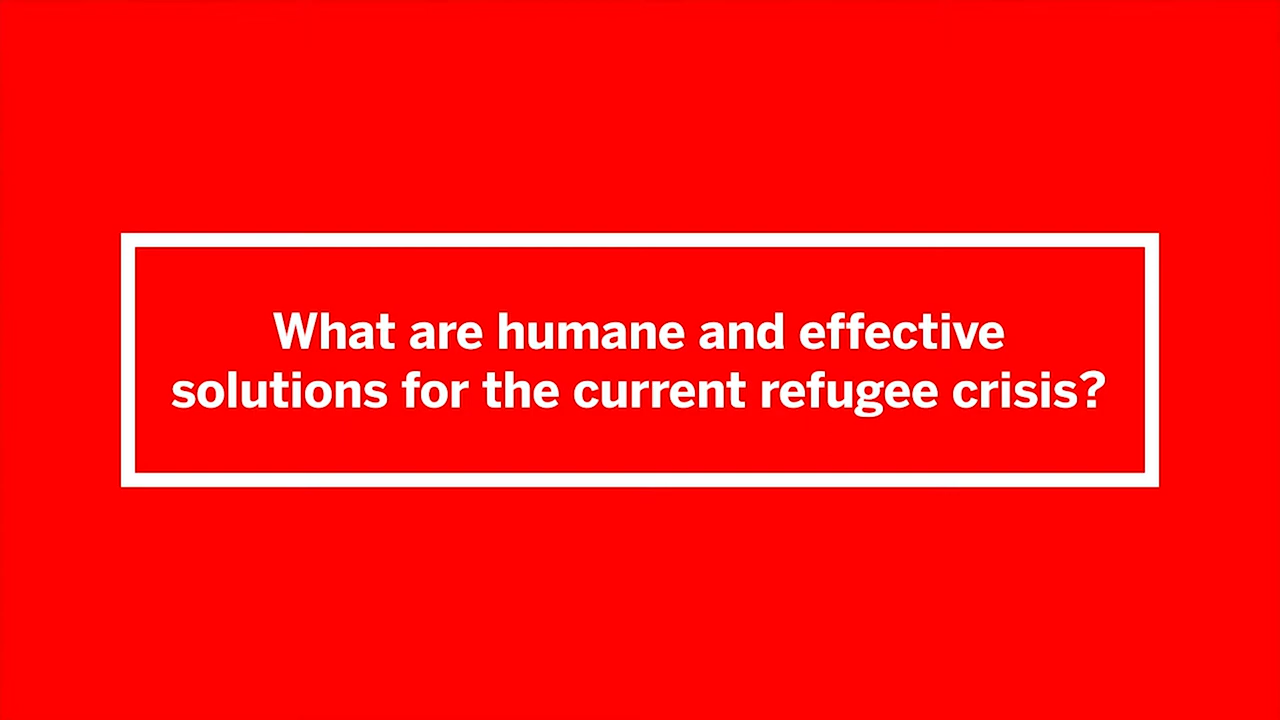 What are humane and effective
solutions for the current refugee crisis?